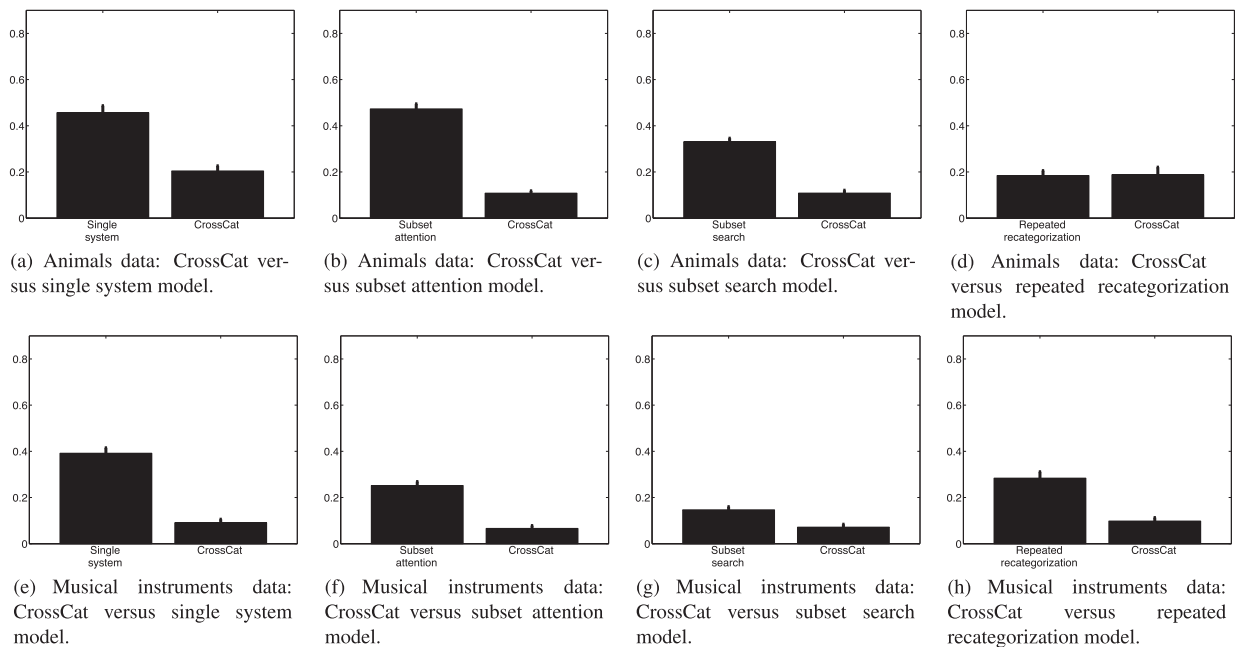 0.8
0.6
0.4
0.2
0
Single
system
CrossCat
(a) Animals data: CrossCat ver-
sus single system model.
0.8
0.6
0.4
0.2
0
Subset
attention
CrossCat
(b) Animals data: CrossCat ver-
sus subset attention model.
0.8
0.6
0.4
0.2
0
Subset
search
CrossCat
(c) Animals data: CrossCat ver-
sus subset search model.
0.8
0.6
0.4
0.2
0
Repeated
recategorization
CrossCat
(d) Animals data: CrossCat
versus repeated recategorization
model.
0.8
0.6
0.4
0.2
0
Single
system
CrossCat
(e) Musical instruments data:
CrossCat versus single system
model.
0.8
0.6
0.4
0.2
0
Subset
attention
CrossCat
(f) Musical instruments data:
CrossCat versus subset attention
model.
0.8
0.6
0.4
0.2
0
Subset
search
CrossCat
(g) Musical instruments data:
CrossCat versus subset search
model.
0.8
0.6
0.4
0.2
0
Repeated
recategorization
CrossCat
(h) Musical instruments data:
CrossCat versus repeated
recategorization model.